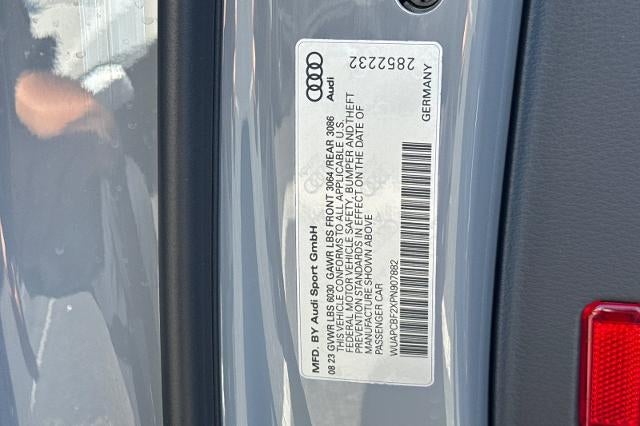 Audi
2852232
MFD. BY Audi Sport GmbH
GERMANY
08 23 GVWR LBS 6030 GAWR LBS FRONT 3064 /REAR 3086
THIS VEHICLE CONFORMS TO ALL APPLICABLE U.S.
FEDERAL MOTOR VEHICLE SAFETY, BUMPER AND THEFT
PREVENTION STANDARDS IN EFFECT ON THE DATE OF
MANUFACTURE SHOWN ABOVE
PASSENGER CAR
WUAPCBF2XPN907882